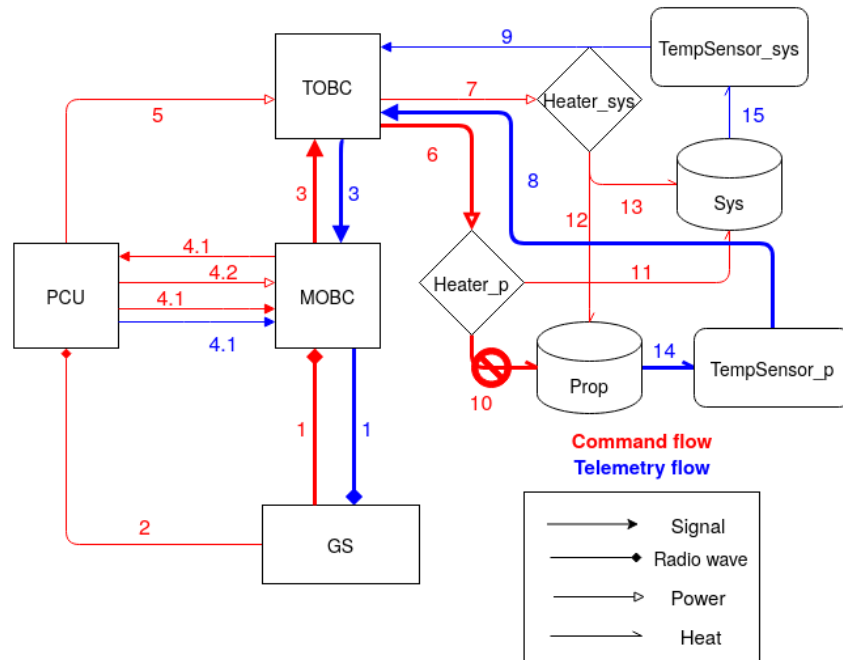 9
TempSensor_sys
TOBC
7
Heater_sys
5
15
6
8
3
3
12
13
Sys
4.1
4.2
PCU
4.1
MOBC
Heater_p
11
4.1
14
TempSensor_p
Prop
10
1
1
Command flow
Telemetry flow
2
GS
Signal
Radio wave
Power
Heat